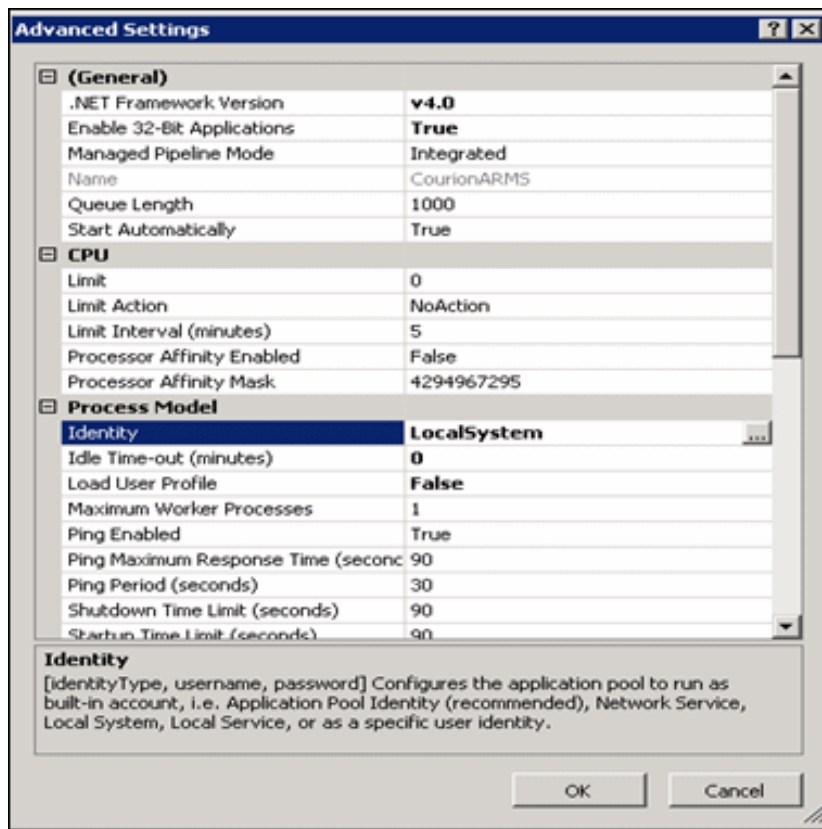 Advanced Settings
(General)
.NET Framework Version v4.0
Enable 32-Bit Applications True
Managed Pipeline Mode Integrated
Name CourionARMS
Queue Length 1000
Start Automatically True
CPU
Limit 0
Limit Action NoAction
Limit Interval (minutes) 5
Processor Affinity Enabled False
Processor Affinity Mask 4294967295
Process Model
Identity LocalSystem ...
Idle Time-out (minutes) 0
Load User Profile False
Maximum Worker Processes 1
Ping Enabled True
Ping Maximum Response Time (seconc 90
Ping Period (seconds) 30
Shutdown Time Limit (seconds) 90
Startup Time Limit (seconds) 90
Identity
[identityType, username, password] Configures the application pool to run as
built-in account, i.e. Application Pool Identity (recommended), Network Service,
Local System, Local Service, or as a specific user identity.
OK Cancel